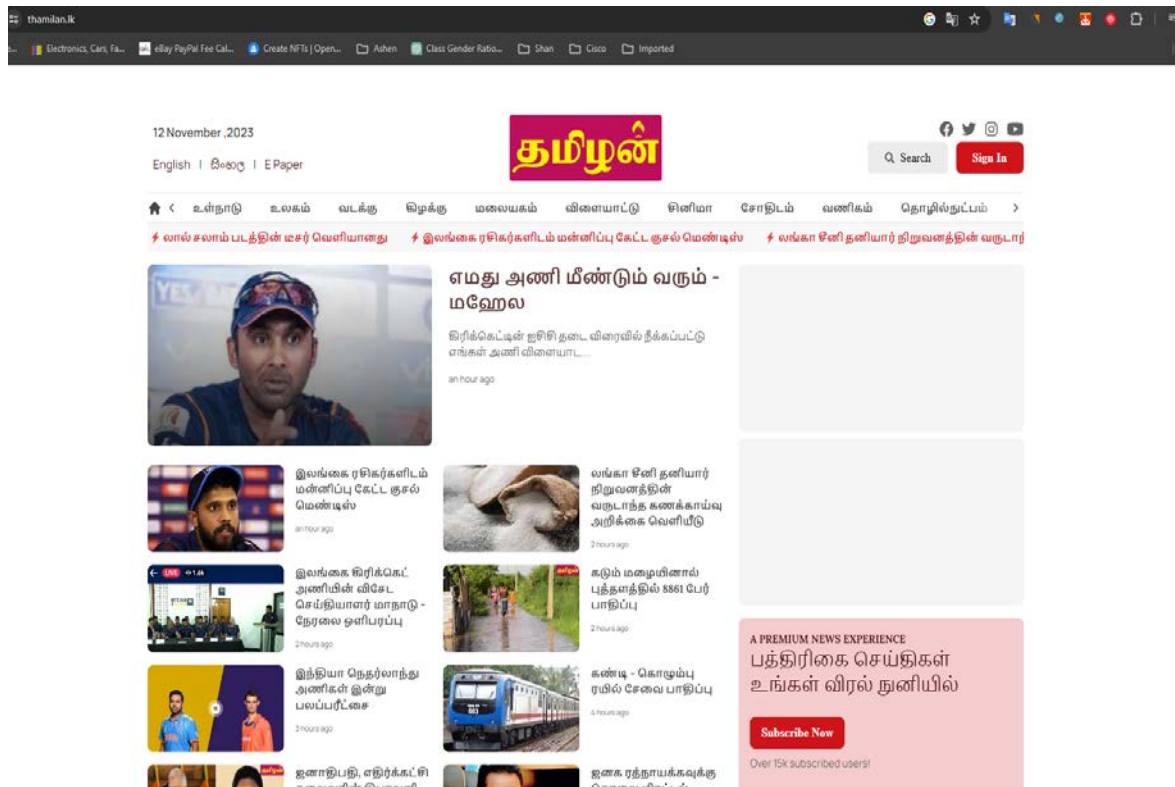 thamilan.lk
Electronics, Cars, Fa...
eBay PayPal Fee Cal...
Create NFTs | Open...
Ashen
Class Gender Ratio...
Shan
Cisco
Imported
12 November ,2023
English | සිංහල | E Paper
தமிழன்
Search
Sign In
உள்நாடு உலகம் வடக்கு கிழக்கு மலையகம் விளையாட்டு சினிமா சோதிடம் வணிகம் தொழில்நுட்பம்
லால் சலாம் படத்தின் டீசர் வெளியானது
இலங்கை ரசிகர்களிடம் மன்னிப்பு கேட்ட குசல் மெண்டிஸ்
லங்கா சீனி தனியார் நிறுவனத்தின் வருடாந்
எமது அணி மீண்டும் வரும் -
மஹேல
கிரிக்கெட்டின் ஐசிசி தடை விரைவில் நீக்கப்பட்டு
எங்கள் அணி விளையாட....
an hour ago
இலங்கை ரசிகர்களிடம்
மன்னிப்பு கேட்ட குசல்
மெண்டிஸ்
an hour ago
லங்கா சீனி தனியார்
நிறுவனத்தின்
வருடாந்த கணக்காய்வு
அறிக்கை வெளியீடு
2 hours ago
LIVE 1.6k
இலங்கை கிரிக்கெட்
அணியின் விசேட
செய்தியாளர் மாநாடு -
நேரலை ஒளிபரப்பு
2 hours ago
கடும் மழையினால்
புத்தளத்தில் 8861 பேர்
பாதிப்பு
2 hours ago
இந்தியா நெதர்லாந்து
அணிகள் இன்று
பலப்பரீட்சை
3 hours ago
கண்டி - கொழும்பு
ரயில் சேவை பாதிப்பு
4 hours ago
ஜனாதிபதி, எதிர்க்கட்சி
ஜனக ரத்நாயக்கவுக்கு
A PREMIUM NEWS EXPERIENCE
பத்திரிகை செய்திகள்
உங்கள் விரல் நுனியில்
Subscribe Now
Over 15k subscribed users!